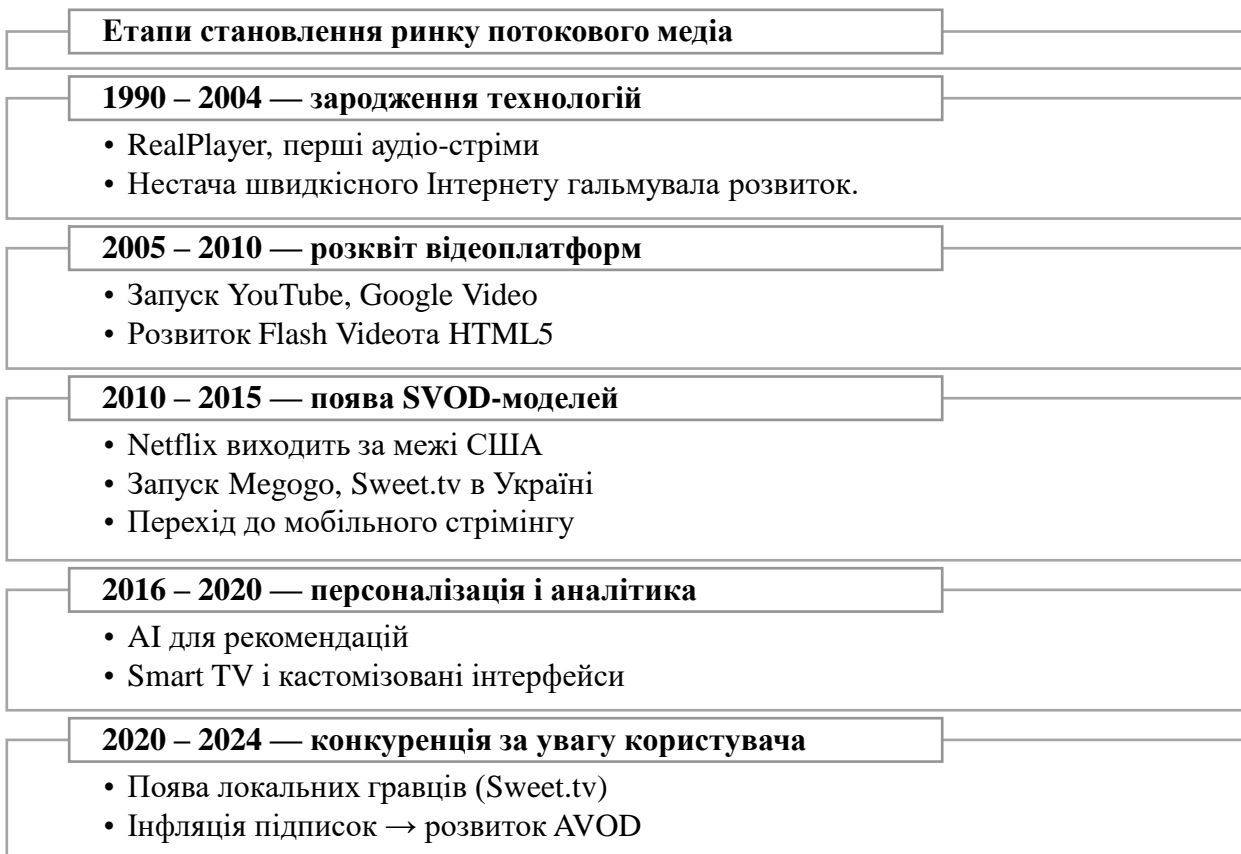 Етапи становлення ринку потокового медіа
1990 – 2004 — зародження технологій
• RealPlayer, перші аудіо-стріми
• Нестача швидкісного Інтернету гальмувала розвиток.
2005 – 2010 — розквіт відеоплатформ
• Запуск YouTube, Google Video
• Розвиток Flash Videoта HTML5
2010 – 2015 — поява SVOD-моделей
• Netflix виходить за межі США
• Запуск Megogo, Sweet.tv в Україні
• Перехід до мобільного стрімінгу
2016 – 2020 — персоналізація і аналітика
• AI для рекомендацій
• Smart TV і кастомізовані інтерфейси
2020 – 2024 — конкуренція за увагу користувача
• Поява локальних гравців (Sweet.tv)
• Інфляція підписок → розвиток AVOD